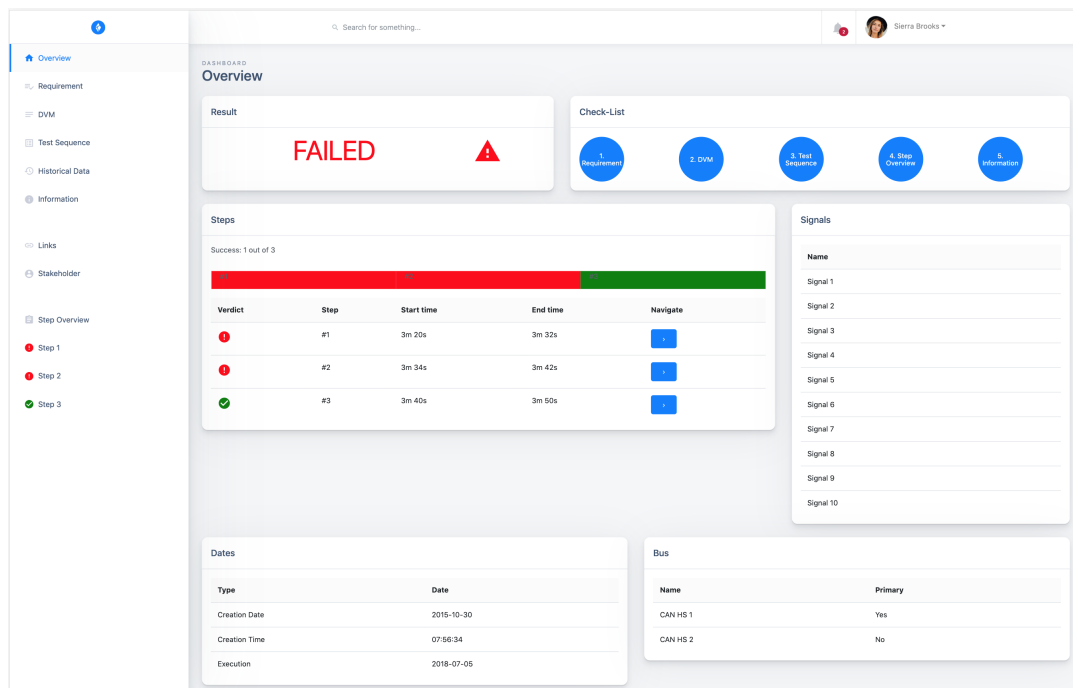 Search for something...
2
Sierra Brooks
Overview
Requirement
DVM
Test Sequence
Historical Data
Information
Links
Stakeholder
Step Overview
Step 1
Step 2
Step 3
DASHBOARD
Overview
Result
FAILED
Check-List
1.
Requirement
2. DVM
3. Test
Sequence
4. Step
Overview
5.
Information
Steps
Success: 1 out of 3
Verdict Step Start time End time Navigate
#1 3m 20s 3m 32s
#2 3m 34s 3m 42s
#3 3m 40s 3m 50s
Signals
Name
Signal 1
Signal 2
Signal 3
Signal 4
Signal 5
Signal 6
Signal 7
Signal 8
Signal 9
Signal 10
Dates
Type Date
Creation Date 2015-10-30
Creation Time 07:56:34
Execution 2018-07-05
Bus
Name Primary
CAN HS 1 Yes
CAN HS 2 No